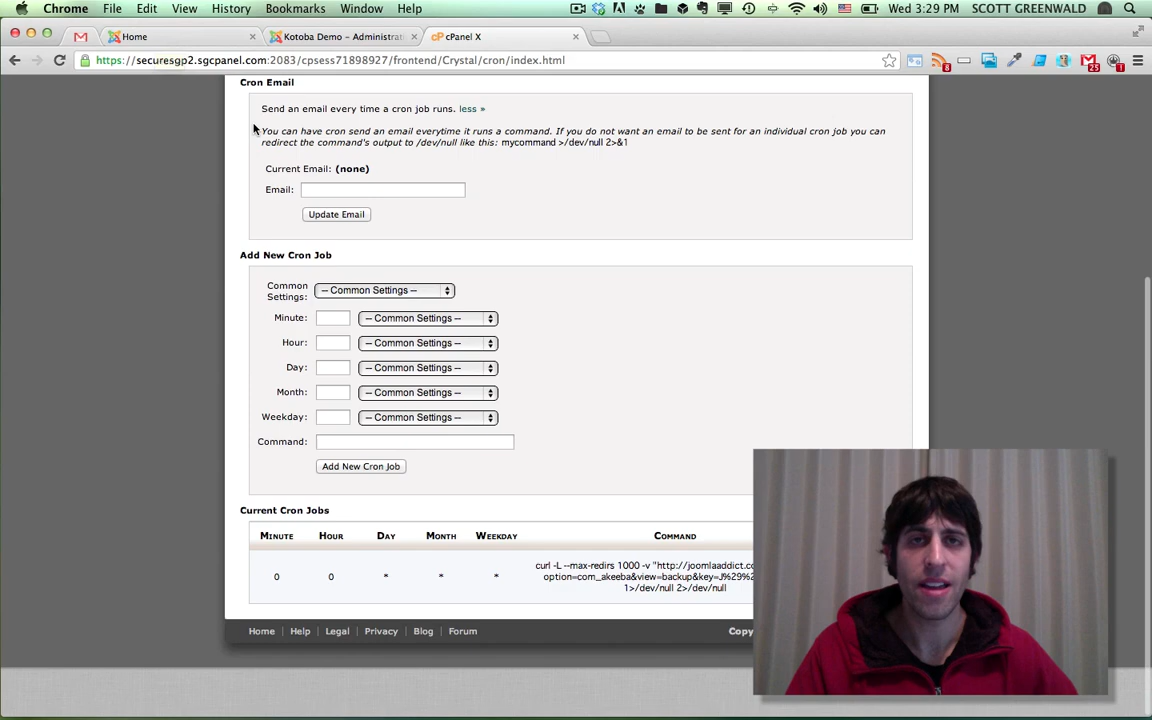 Chrome File Edit View History Bookmarks Window Help Wed 3:29 PM SCOTT GREENWALD
Home Kotoba Demo – Administrati cPanel X
https://securesgp2.sgcpanel.com:2083/cpsess71898927/frontend/Crystal/cron/index.html
8 25 1
Cron Email
Send an email every time a cron job runs. less »
You can have cron send an email everytime it runs a command. If you do not want an email to be sent for an individual cron job you can
redirect the command's output to /dev/null like this: mycommand >/dev/null 2>&1
Current Email: (none)
Email:
Update Email
Add New Cron Job
Common
Settings: -- Common Settings --
Minute: -- Common Settings --
Hour: -- Common Settings --
Day: -- Common Settings --
Month: -- Common Settings --
Weekday: -- Common Settings --
Command:
Add New Cron Job
Current Cron Jobs
MINUTE HOUR DAY MONTH WEEKDAY COMMAND
curl -L --max-redirs 1000 -v "http://joomlaaddict.co
0 0 * * * option=com_akeeba&view=backup&key=J%29%
1>/dev/null 2>/dev/null
Home Help Legal Privacy Blog Forum Copy